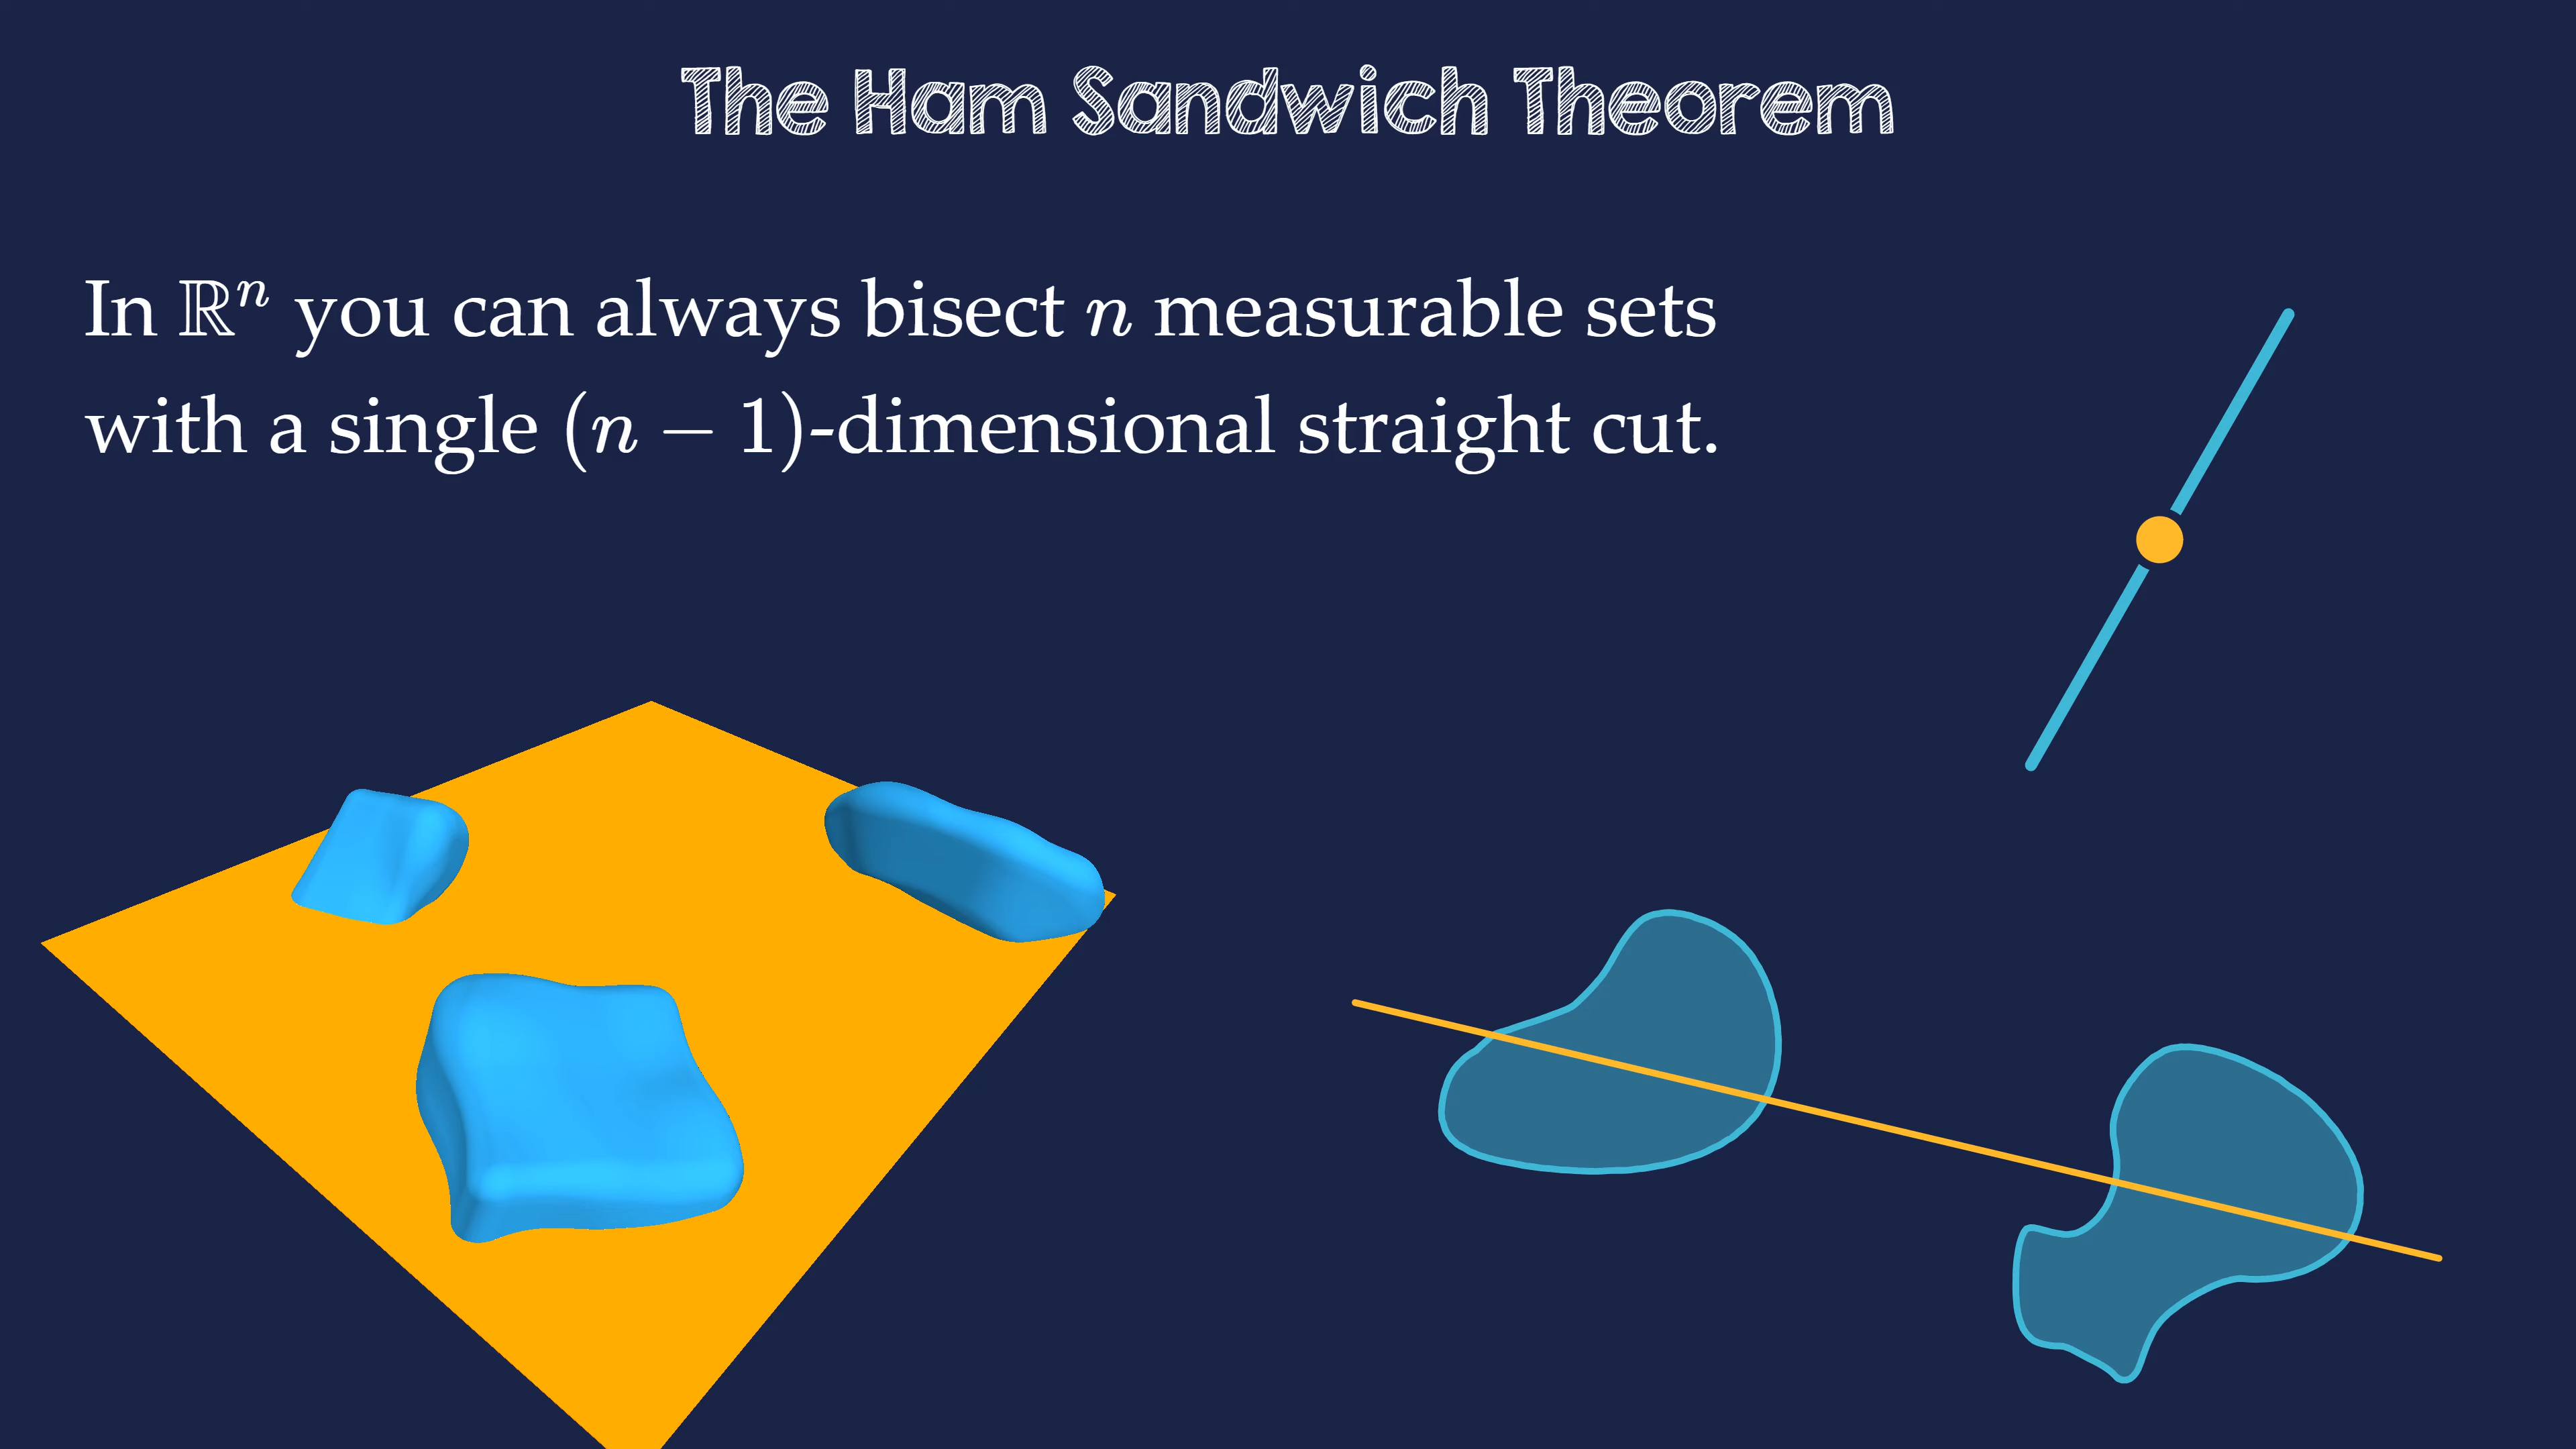 The Ham Sandwich Theorem
In ℝⁿ you can always bisect n measurable sets
with a single (n − 1)-dimensional straight cut.